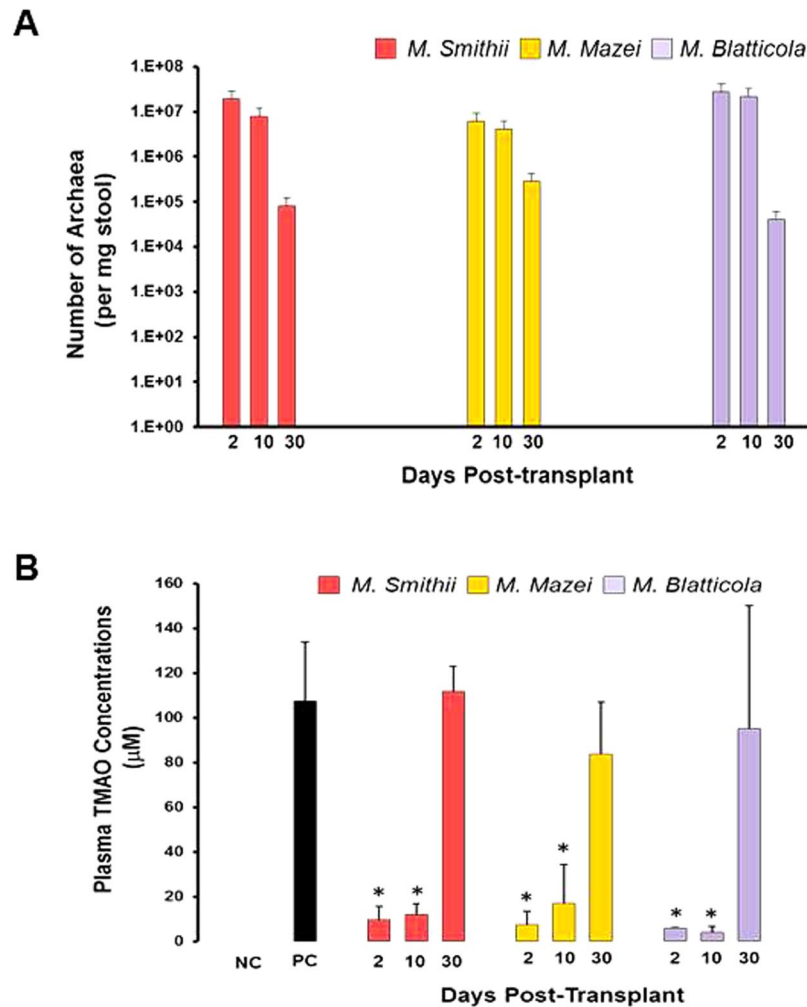 A
M. Smithii M. Mazei M. Blatticola
1.E+08
1.E+07
1.E+06
1.E+05
1.E+04
1.E+03
1.E+02
1.E+01
1.E+00
Number of Archaea
(per mg stool)
2 10 30 2 10 30 2 10 30
Days Post-transplant
B
M. Smithii M. Mazei M. Blatticola
160
140
120
100
80
60
40
20
0
Plasma TMAO Concentrations
(μM)
* * * * * *
NC PC 2 10 30 2 10 30 2 10 30
Days Post-Transplant